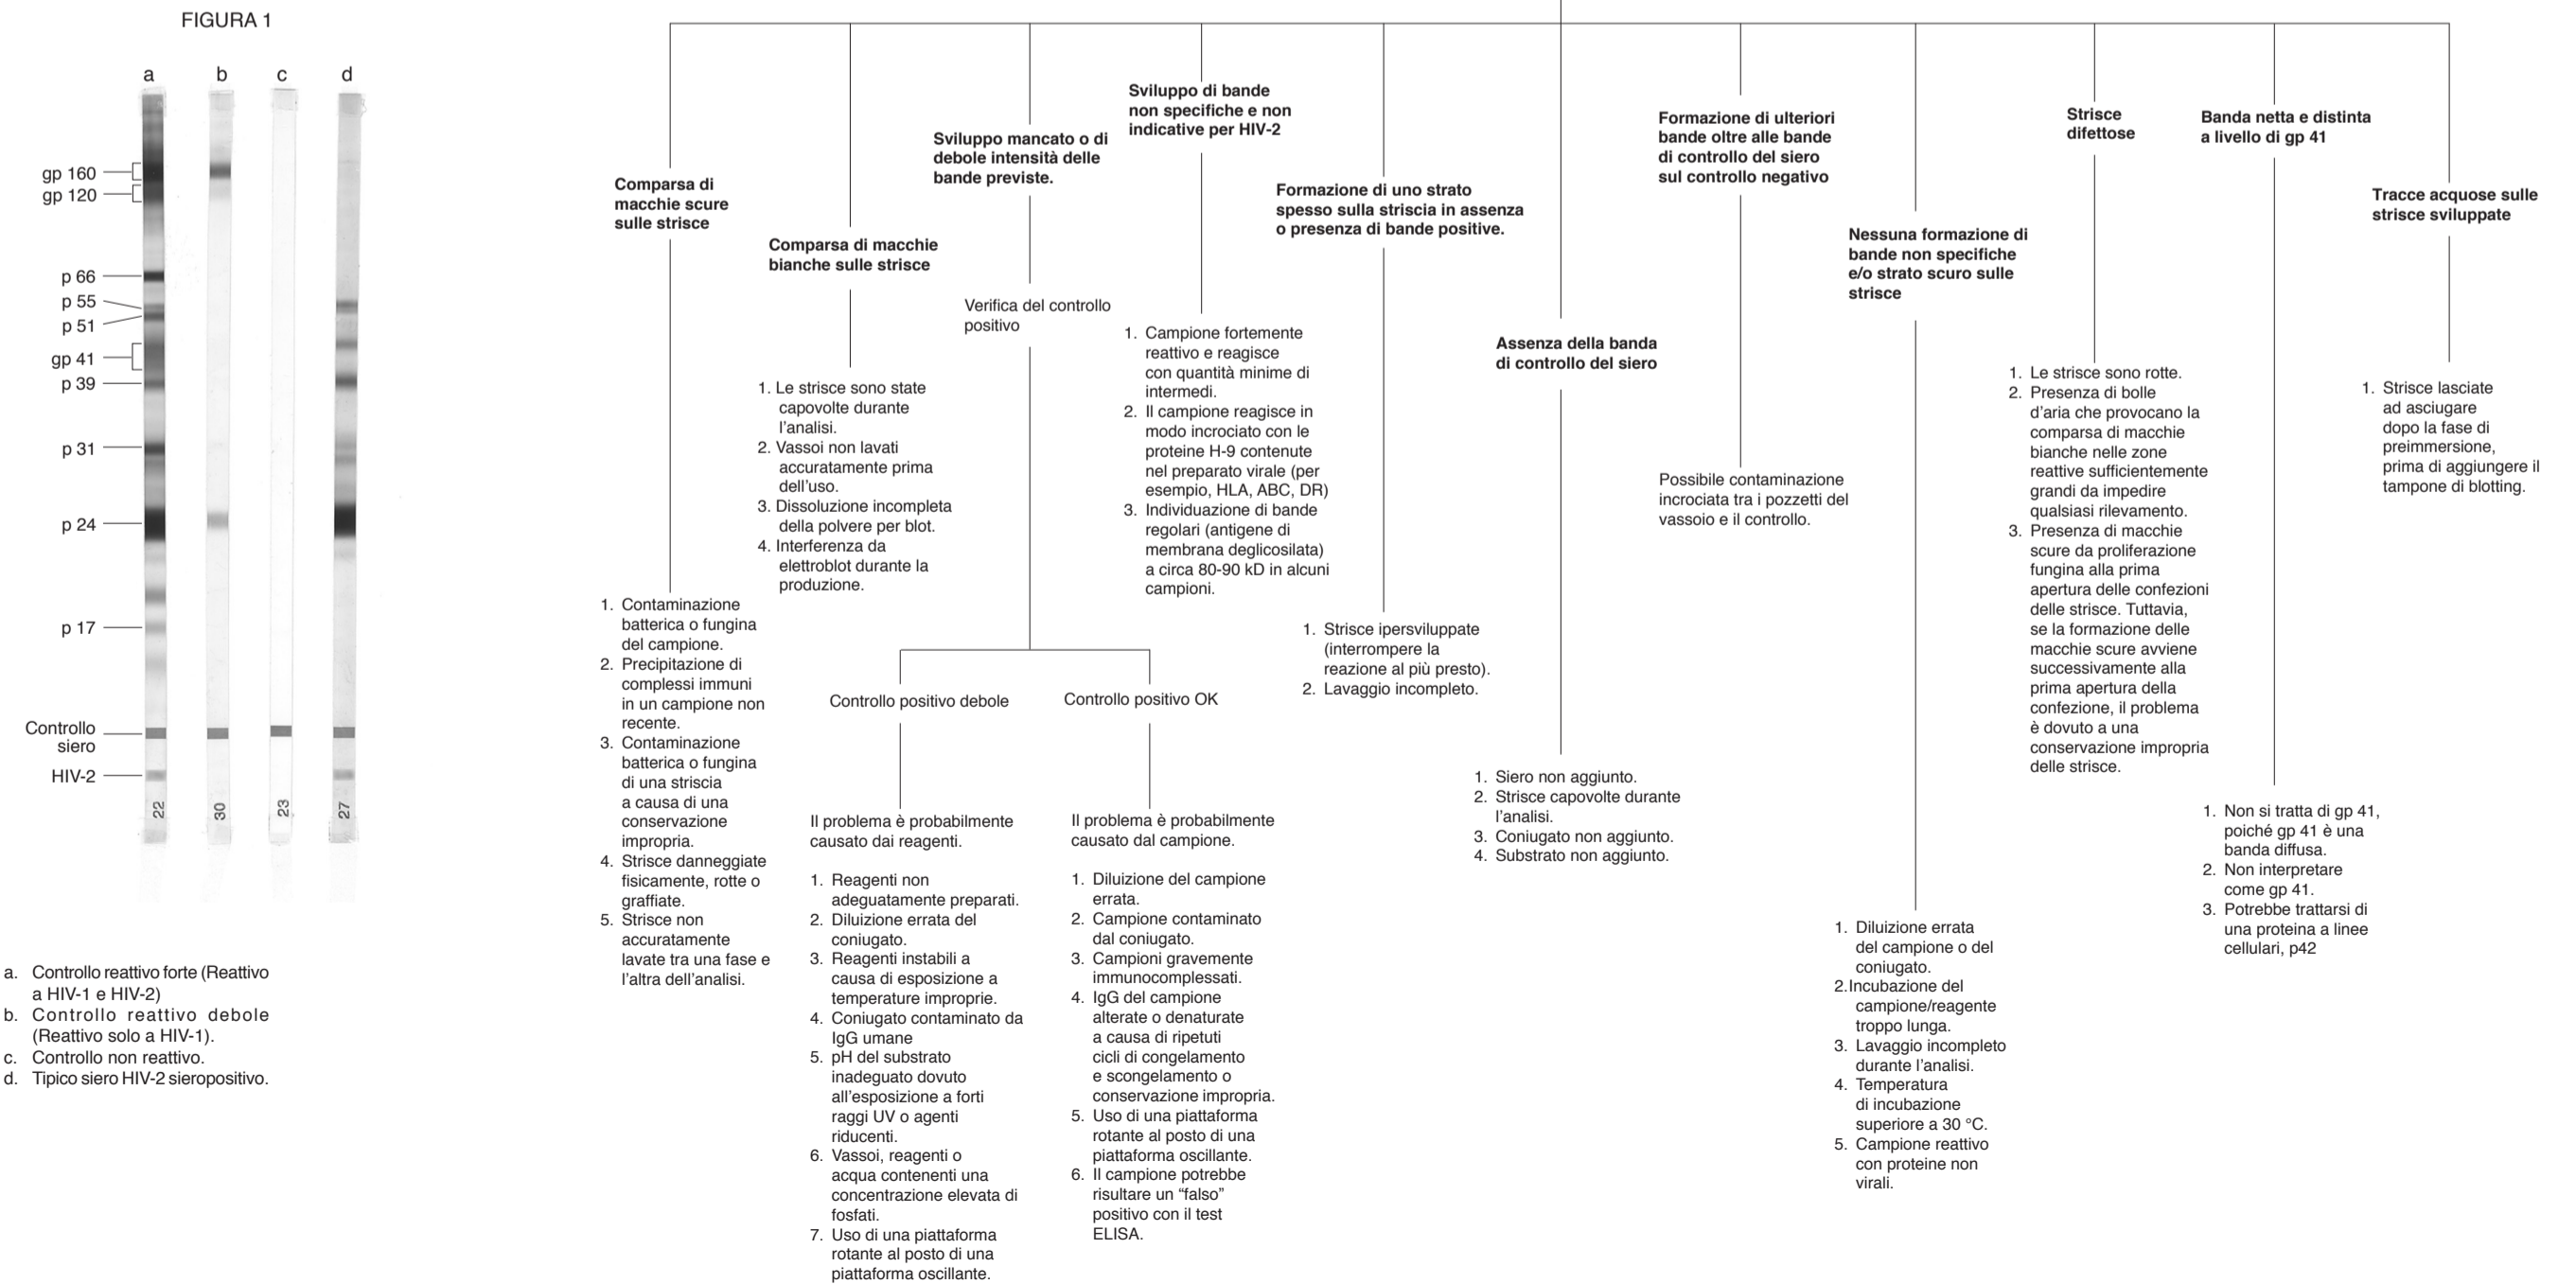 FIGURA 1
a
b
c
d
gp 160
gp 120
p 66
p 55
p 51
gp 41
p 39
p 31
p 24
p 17
Controllo
siero
HIV-2
22
30
23
27
a. Controllo reattivo forte (Reattivo
a HIV-1 e HIV-2)
b. Controllo reattivo debole
(Reattivo solo a HIV-1).
c. Controllo non reattivo.
d. Tipico siero HIV-2 sieropositivo.
Comparsa di
macchie scure
sulle strisce
1. Contaminazione
batterica o fungina
del campione.
2. Precipitazione di
complessi immuni
in un campione non
recente.
3. Contaminazione
batterica o fungina
di una striscia
a causa di una
conservazione
impropria.
4. Strisce danneggiate
fisicamente, rotte o
graffiate.
5. Strisce non
accuratamente
lavate tra una fase e
l'altra dell'analisi.
Comparsa di macchie
bianche sulle strisce
1. Le strisce sono state
capovolte durante
l'analisi.
2. Vassoi non lavati
accuratamente prima
dell'uso.
3. Dissoluzione incompleta
della polvere per blot.
4. Interferenza da
elettroblot durante la
produzione.
Sviluppo mancato o di
debole intensità delle
bande previste.
Verifica del controllo
positivo
Controllo positivo debole
Il problema è probabilmente
causato dai reagenti.
1. Reagenti non
adeguatamente preparati.
2. Diluizione errata del
coniugato.
3. Reagenti instabili a
causa di esposizione a
temperature improprie.
4. Coniugato contaminato da
IgG umane
5. pH del substrato
inadeguato dovuto
all'esposizione a forti
raggi UV o agenti
riducenti.
6. Vassoi, reagenti o
acqua contenenti una
concentrazione elevata di
fosfati.
7. Uso di una piattaforma
rotante al posto di una
piattaforma oscillante.
Controllo positivo OK
Il problema è probabilmente
causato dal campione.
1. Diluizione del campione
errata.
2. Campione contaminato
dal coniugato.
3. Campioni gravemente
immunocomplessati.
4. IgG del campione
alterate o denaturate
a causa di ripetuti
cicli di congelamento
e scongelamento o
conservazione impropria.
5. Uso di una piattaforma
rotante al posto di una
piattaforma oscillante.
6. Il campione potrebbe
risultare un “falso”
positivo con il test
ELISA.
Sviluppo di bande
non specifiche e non
indicative per HIV-2
1. Campione fortemente
reattivo e reagisce
con quantità minime di
intermedi.
2. Il campione reagisce in
modo incrociato con le
proteine H-9 contenute
nel preparato virale (per
esempio, HLA, ABC, DR)
3. Individuazione di bande
regolari (antigene di
membrana deglicosilata)
a circa 80-90 kD in alcuni
campioni.
Formazione di uno strato
spesso sulla striscia in assenza
o presenza di bande positive.
1. Strisce ipersviluppate
(interrompere la
reazione al più presto).
2. Lavaggio incompleto.
Assenza della banda
di controllo del siero
1. Siero non aggiunto.
2. Strisce capovolte durante
l'analisi.
3. Coniugato non aggiunto.
4. Substrato non aggiunto.
Formazione di ulteriori
bande oltre alle bande
di controllo del siero
sul controllo negativo
Possibile contaminazione
incrociata tra i pozzetti del
vassoio e il controllo.
Nessuna formazione di
bande non specifiche
e/o strato scuro sulle
strisce
1. Diluizione errata
del campione o del
coniugato.
2.Incubazione del
campione/reagente
troppo lunga.
3. Lavaggio incompleto
durante l'analisi.
4. Temperatura
di incubazione
superiore a 30 °C.
5. Campione reattivo
con proteine non
virali.
Strisce
difettose
1. Le strisce sono rotte.
2. Presenza di bolle
d'aria che provocano la
comparsa di macchie
bianche nelle zone
reattive sufficientemente
grandi da impedire
qualsiasi rilevamento.
3. Presenza di macchie
scure da proliferazione
fungina alla prima
apertura delle confezioni
delle strisce. Tuttavia,
se la formazione delle
macchie scure avviene
successivamente alla
prima apertura della
confezione, il problema
è dovuto a una
conservazione impropria
delle strisce.
Banda netta e distinta
a livello di gp 41
1. Non si tratta di gp 41,
poiché gp 41 è una
banda diffusa.
2. Non interpretare
come gp 41.
3. Potrebbe trattarsi di
una proteina a linee
cellulari, p42
Tracce acquose sulle
strisce sviluppate
1. Strisce lasciate
ad asciugare
dopo la fase di
preimmersione,
prima di aggiungere il
tampone di blotting.